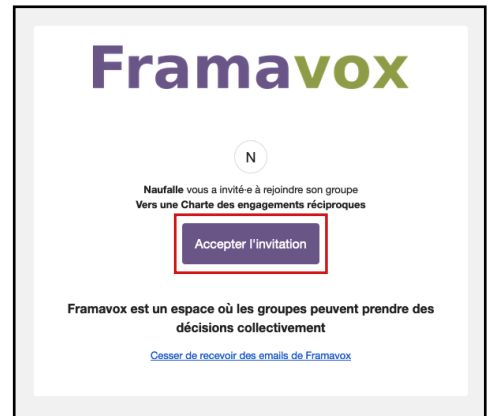 Framavox
N
Naufalle vous a invité·e à rejoindre son groupe
Vers une Charte des engagements réciproques
Accepter l'invitation
Framavox est un espace où les groupes peuvent prendre des
décisions collectivement
Cesser de recevoir des emails de Framavox